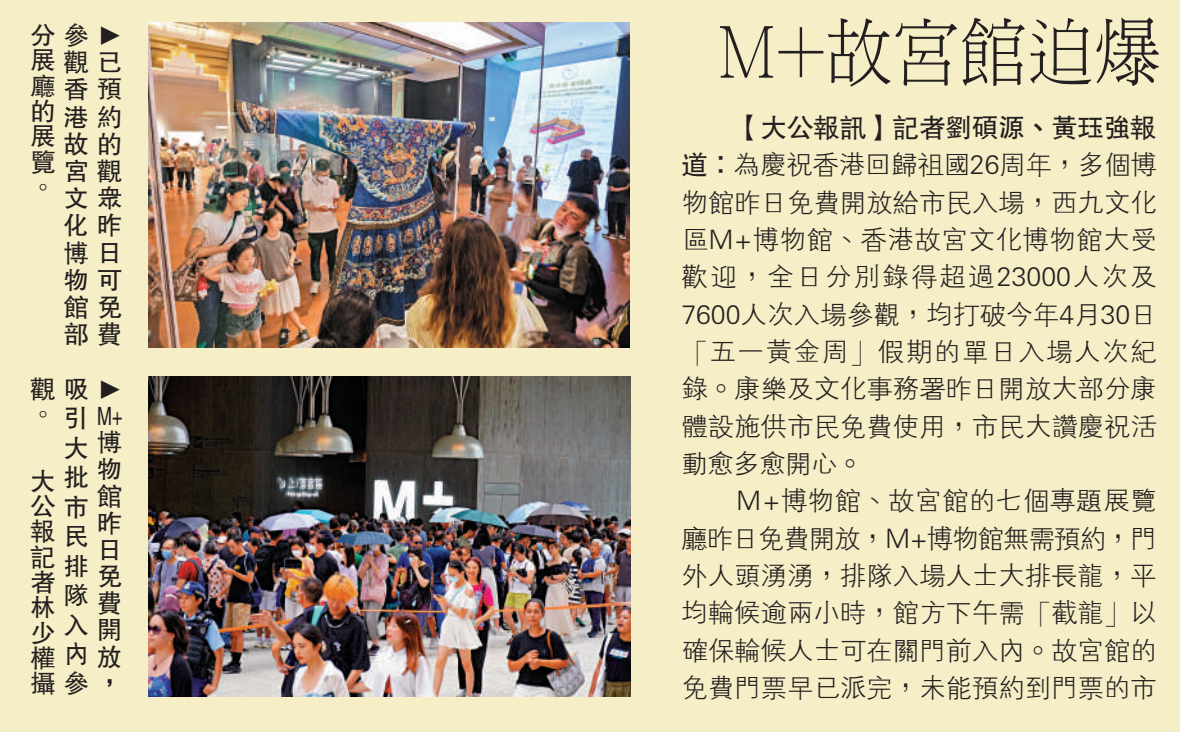 M+故宮館迫爆
【大公報訊】記者劉碩源、黃珏強報
道：為慶祝香港回歸祖國26周年，多個博
物館昨日免費開放給市民入場，西九文化
區M+博物館、香港故宮文化博物館大受
歡迎，全日分別錄得超過23000人次及
7600人次入場參觀，均打破今年4月30日
「五一黃金周」假期的單日入場人次紀
錄。康樂及文化事務署昨日開放大部分康
體設施供市民免費使用，市民大讚慶祝活
動愈多愈開心。
M+博物館、故宮館的七個專題展覽
廳昨日免費開放，M+博物館無需預約，門
外人頭湧湧，排隊入場人士大排長龍，平
均輪候逾兩小時，館方下午需「截龍」以
確保輪候人士可在關門前入內。故宮館的
免費門票早已派完，未能預約到門票的市
▶已預約的觀衆昨日可免費
參觀香港故宮文化博物館部
分展廳的展覽。
▶M+博物館昨日免費開放，
吸引大批市民排隊入內參
觀。 大公報記者林少權攝
M+